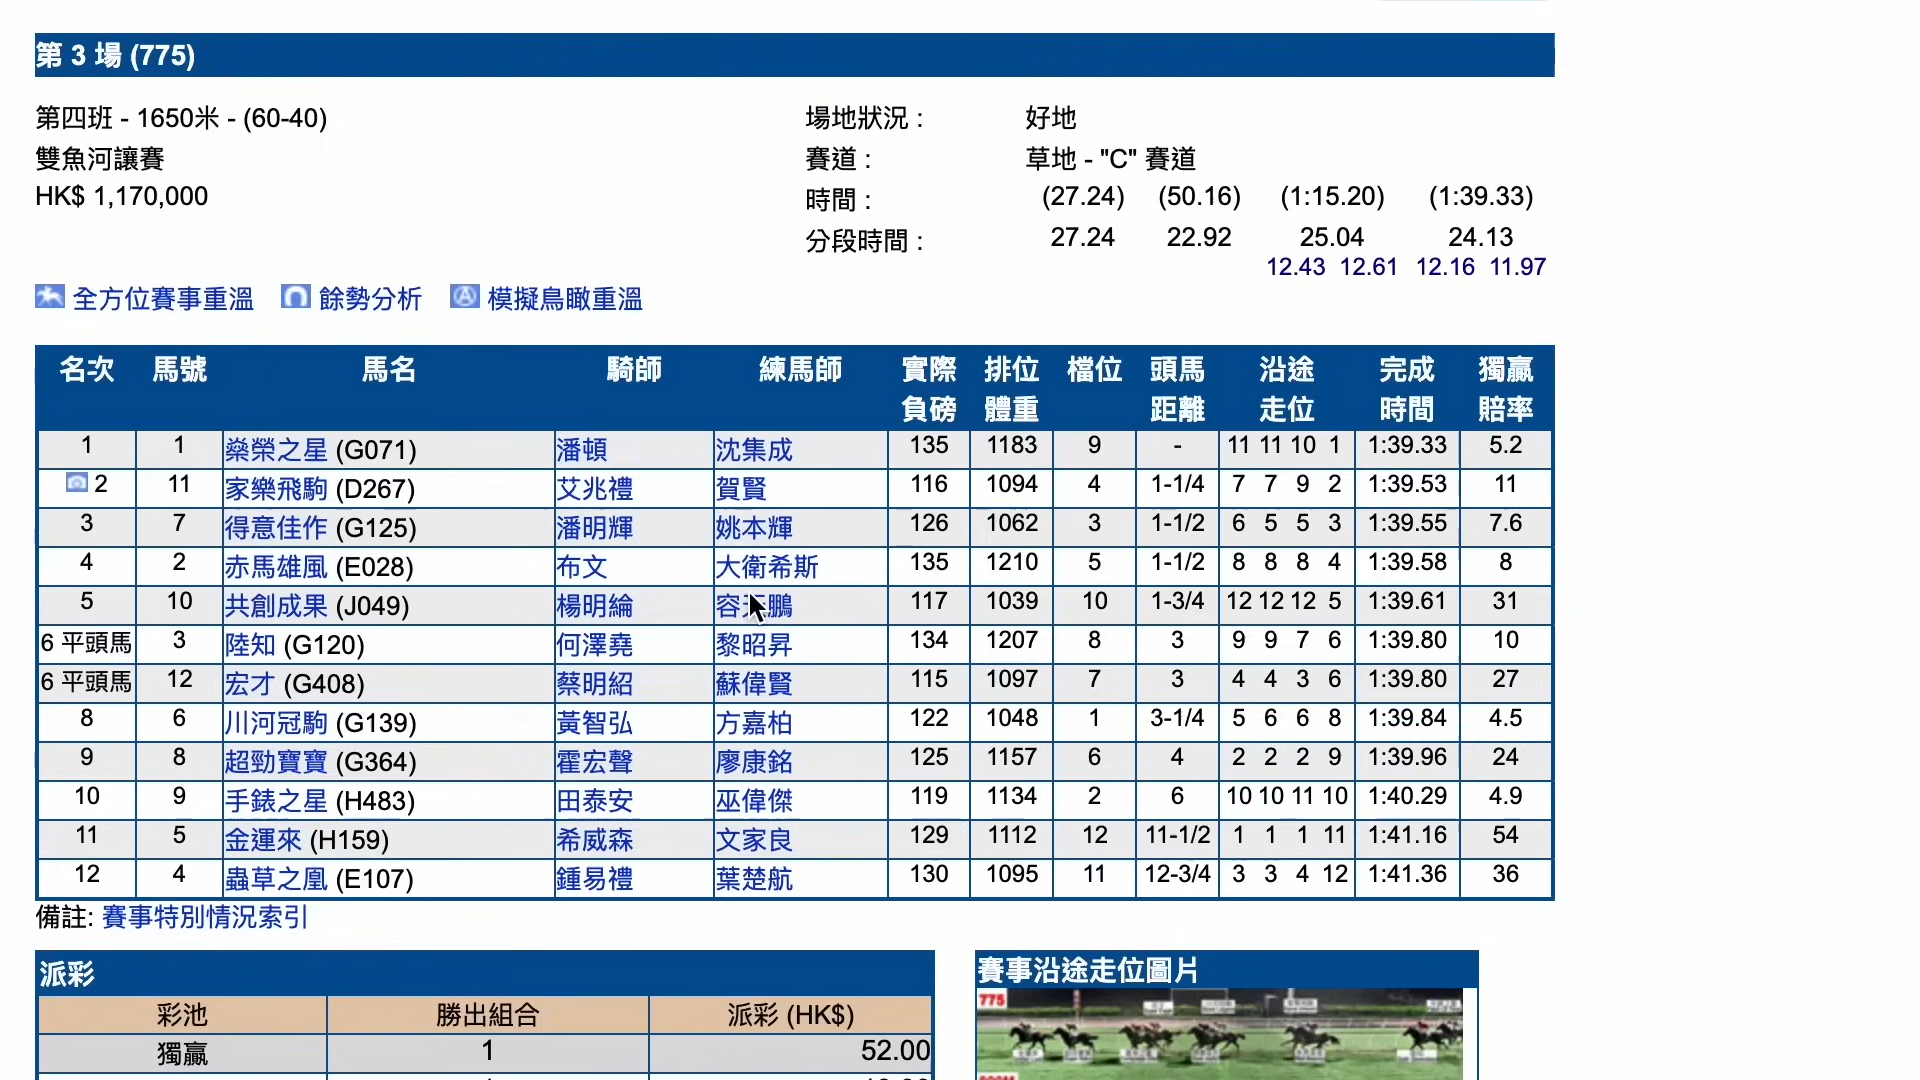 第 3 場 (775)
第四班 - 1650米 - (60-40)
場地狀況 : 好地
雙魚河讓賽
賽道 : 草地 - "C" 賽道
HK$ 1,170,000
時間 : (27.24) (50.16) (1:15.20) (1:39.33)
分段時間 : 27.24 22.92 25.04 24.13
12.43 12.61 12.16 11.97
全方位賽事重溫 餘勢分析 模擬鳥瞰重溫
名次 馬號 馬名 騎師 練馬師 實際負磅 排位體重 檔位 頭馬距離 沿途走位 完成時間 獨贏賠率
1 1 燊榮之星 (G071) 潘頓 沈集成 135 1183 9 - 11 11 10 1 1:39.33 5.2
2 11 家樂飛駒 (D267) 艾兆禮 賀賢 116 1094 4 1-1/4 7 7 9 2 1:39.53 11
3 7 得意佳作 (G125) 潘明輝 姚本輝 126 1062 3 1-1/2 6 5 5 3 1:39.55 7.6
4 2 赤馬雄風 (E028) 布文 大衛希斯 135 1210 5 1-1/2 8 8 8 4 1:39.58 8
5 10 共創成果 (J049) 楊明綸 容天鵬 117 1039 10 1-3/4 12 12 12 5 1:39.61 31
6 平頭馬 3 陸知 (G120) 何澤堯 黎昭昇 134 1207 8 3 9 9 7 6 1:39.80 10
6 平頭馬 12 宏才 (G408) 蔡明紹 蘇偉賢 115 1097 7 3 4 4 3 6 1:39.80 27
8 6 川河冠駒 (G139) 黃智弘 方嘉柏 122 1048 1 3-1/4 5 6 6 8 1:39.84 4.5
9 8 超勁寶寶 (G364) 霍宏聲 廖康銘 125 1157 6 4 2 2 2 9 1:39.96 24
10 9 手錶之星 (H483) 田泰安 巫偉傑 119 1134 2 6 10 10 11 10 1:40.29 4.9
11 5 金運來 (H159) 希威森 文家良 129 1112 12 11-1/2 1 1 1 11 1:41.16 54
12 4 蟲草之凰 (E107) 鍾易禮 葉楚航 130 1095 11 12-3/4 3 3 4 12 1:41.36 36
備註: 賽事特別情況索引
派彩
彩池 勝出組合 派彩 (HK$)
獨贏 1 52.00
賽事沿途走位圖片
775